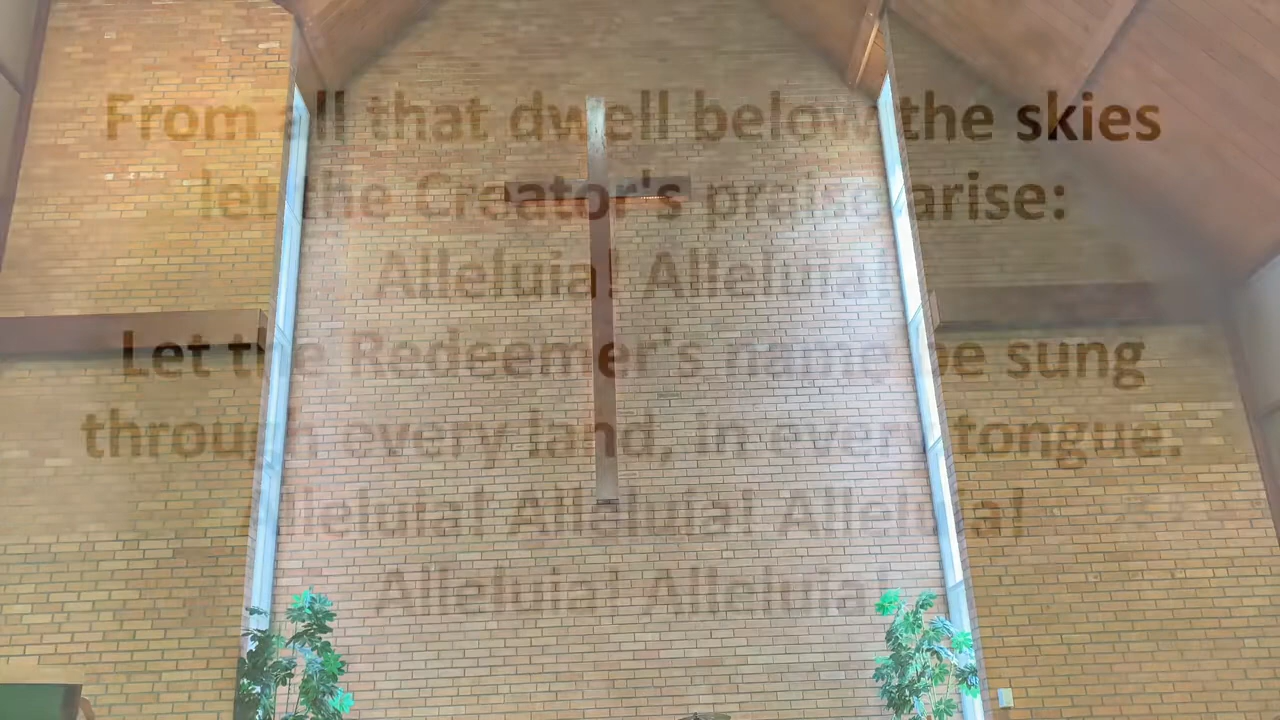 From all that dwell below the skies
let the Creator's praise arise:
Alleluia! Alleluia!
Let the Redeemer's name be sung
through every land, in every tongue.
Alleluia! Alleluia! Alleluia!
Alleluia! Alleluia!